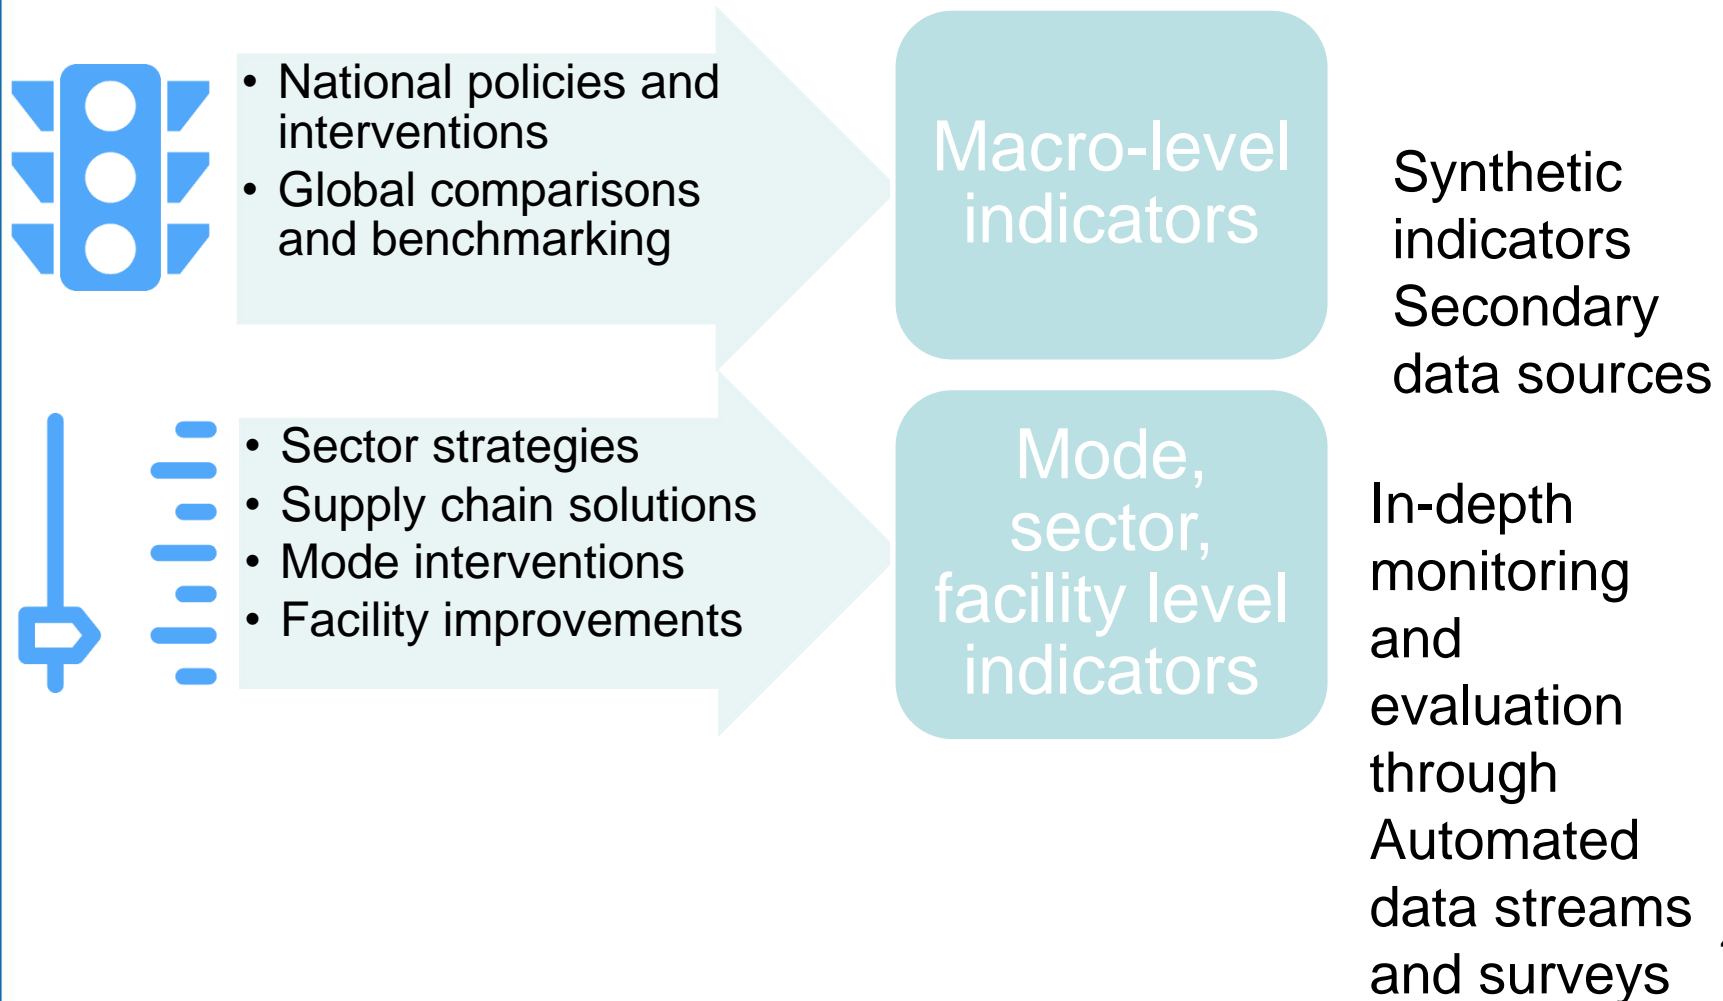 • National policies and
interventions
• Global comparisons
and benchmarking
Macro-level
indicators
Synthetic
indicators
Secondary
data sources
• Sector strategies
• Supply chain solutions
• Mode interventions
• Facility improvements
Mode,
sector,
facility level
indicators
In-depth
monitoring
and
evaluation
through
Automated
data streams
and surveys